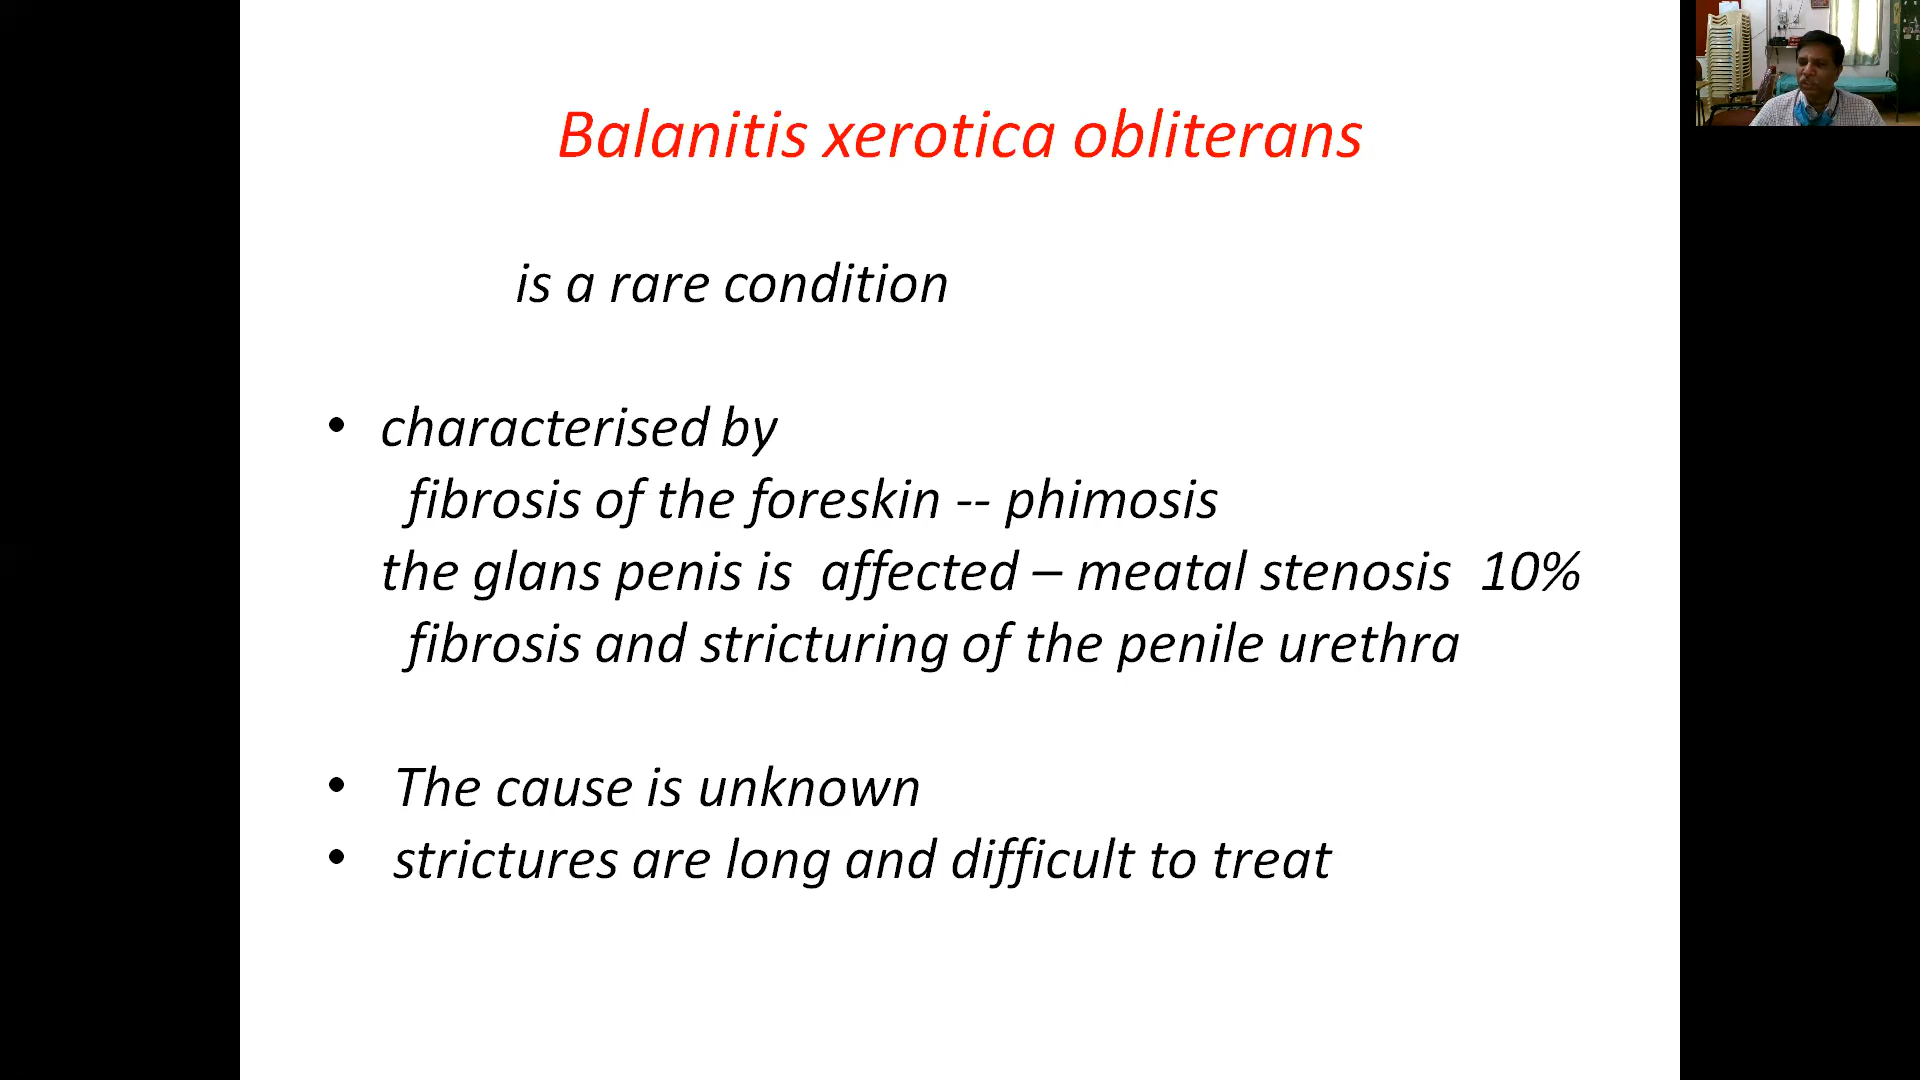 Balanitis xerotica obliterans
is a rare condition
• characterised by
fibrosis of the foreskin -- phimosis
the glans penis is affected – meatal stenosis 10%
fibrosis and stricturing of the penile urethra
• The cause is unknown
• strictures are long and difficult to treat